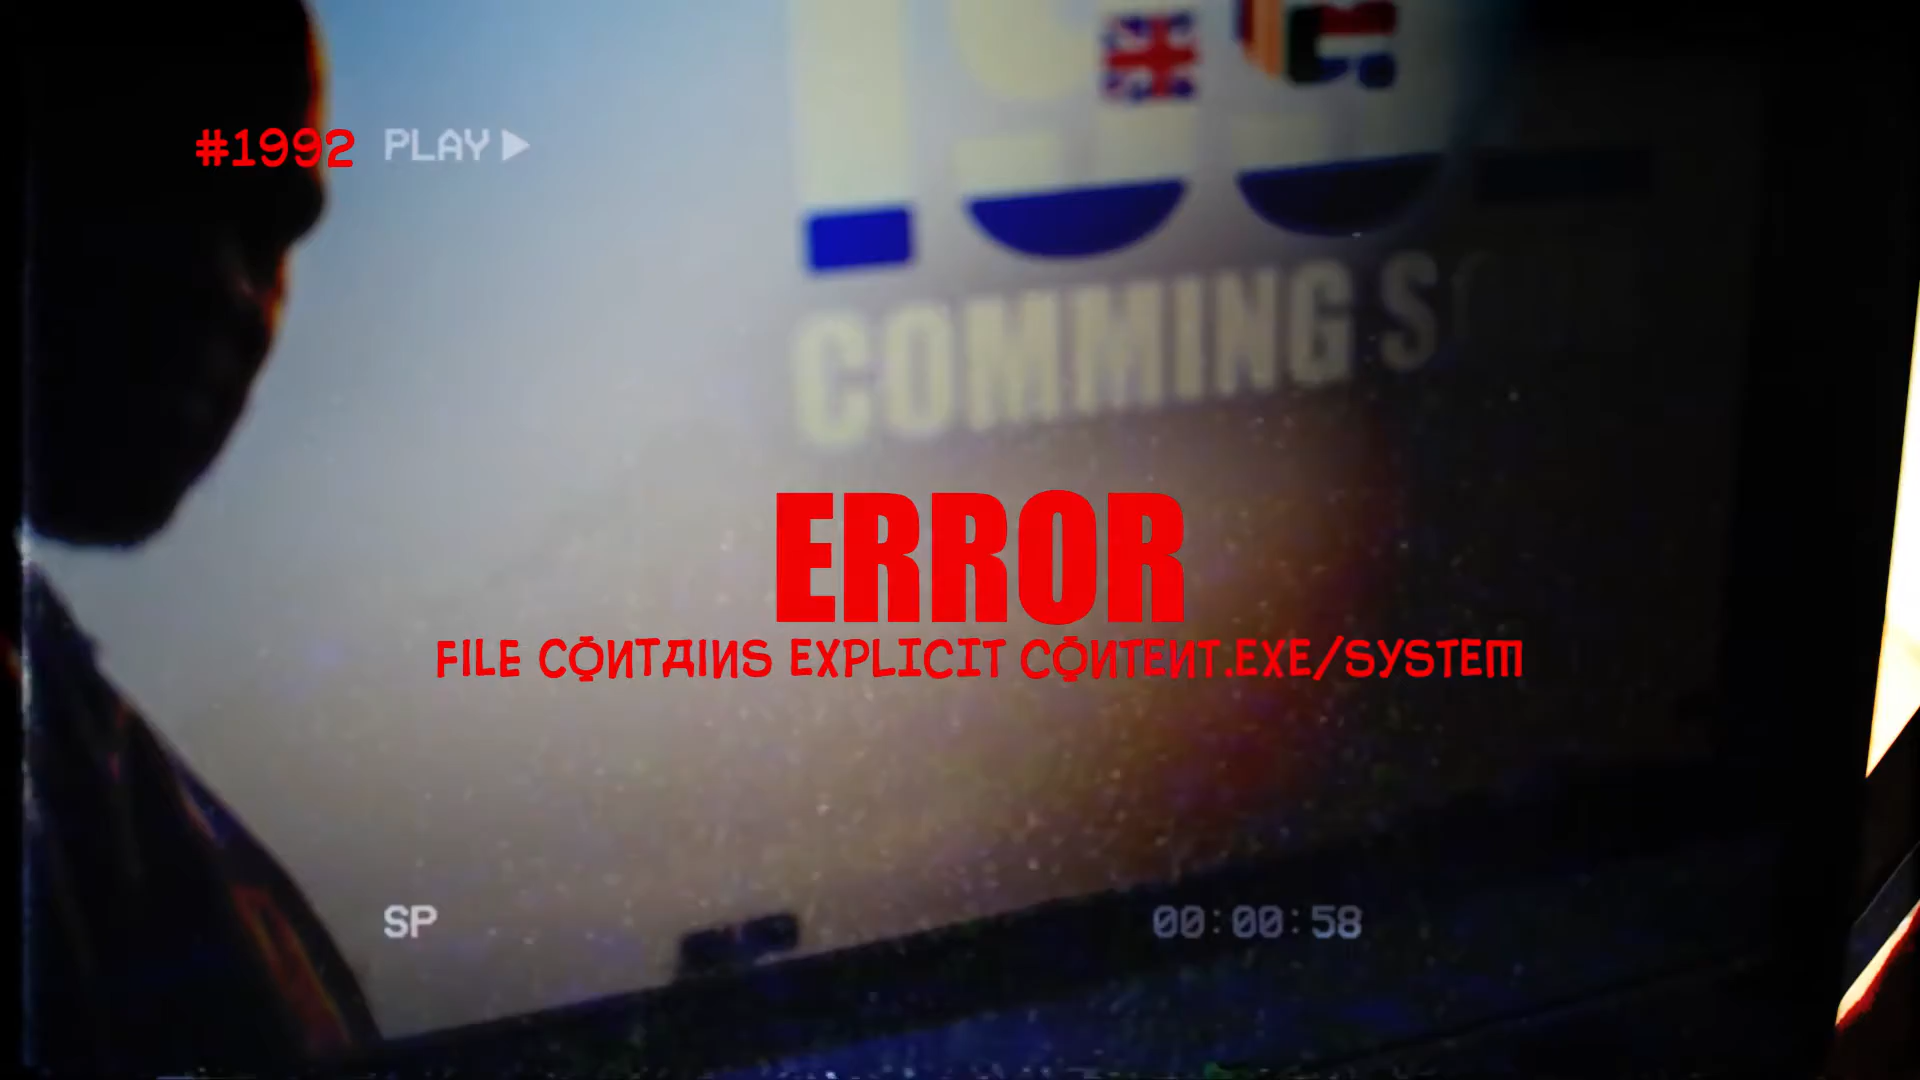 #1992 PLAY
COMMING S
ERROR
FILE CONTAINS EXPLICIT CONTENT.EXE/SYSTEM
SP
00:00:58